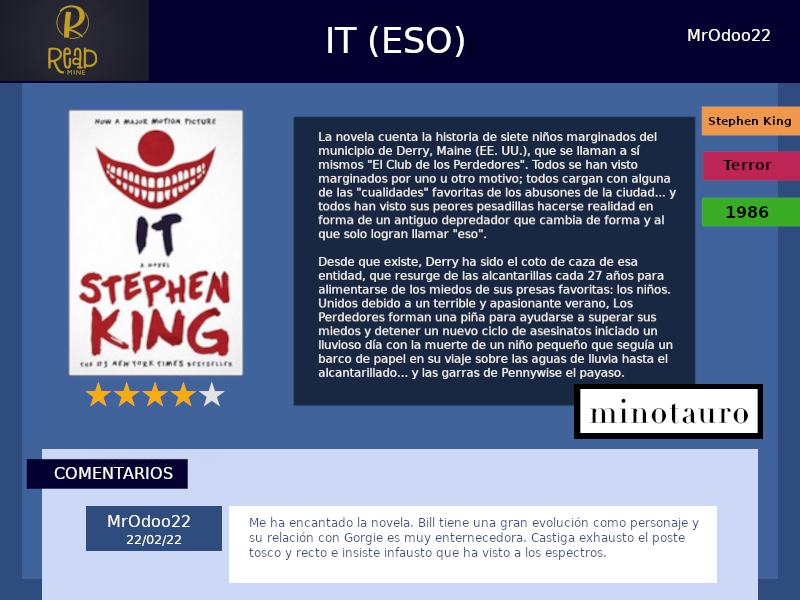 R
READ
MINE
IT (ESO)
MrOdoo22
NOW A MAJOR MOTION PICTURE
IT
A NOVEL
STEPHEN
KING
THE #1 NEW YORK TIMES BESTSELLER
La novela cuenta la historia de siete niños marginados del
municipio de Derry, Maine (EE. UU.), que se llaman a sí
mismos "El Club de los Perdedores". Todos se han visto
marginados por uno u otro motivo; todos cargan con alguna
de las "cualidades" favoritas de los abusones de la ciudad... y
todos han visto sus peores pesadillas hacerse realidad en
forma de un antiguo depredador que cambia de forma y al
que solo logran llamar "eso".
Desde que existe, Derry ha sido el coto de caza de esa
entidad, que resurge de las alcantarillas cada 27 años para
alimentarse de los miedos de sus presas favoritas: los niños.
Unidos debido a un terrible y apasionante verano, Los
Perdedores forman una piña para ayudarse a superar sus
miedos y detener un nuevo ciclo de asesinatos iniciado un
lluvioso día con la muerte de un niño pequeño que seguía un
barco de papel en su viaje sobre las aguas de lluvia hasta el
alcantarillado... y las garras de Pennywise el payaso.
Stephen King
Terror
1986
minotauro
COMENTARIOS
MrOdoo22
22/02/22
Me ha encantado la novela. Bill tiene una gran evolución como personaje y
su relación con Gorgie es muy enternecedora. Castiga exhausto el poste
tosco y recto e insiste infausto que ha visto a los espectros.